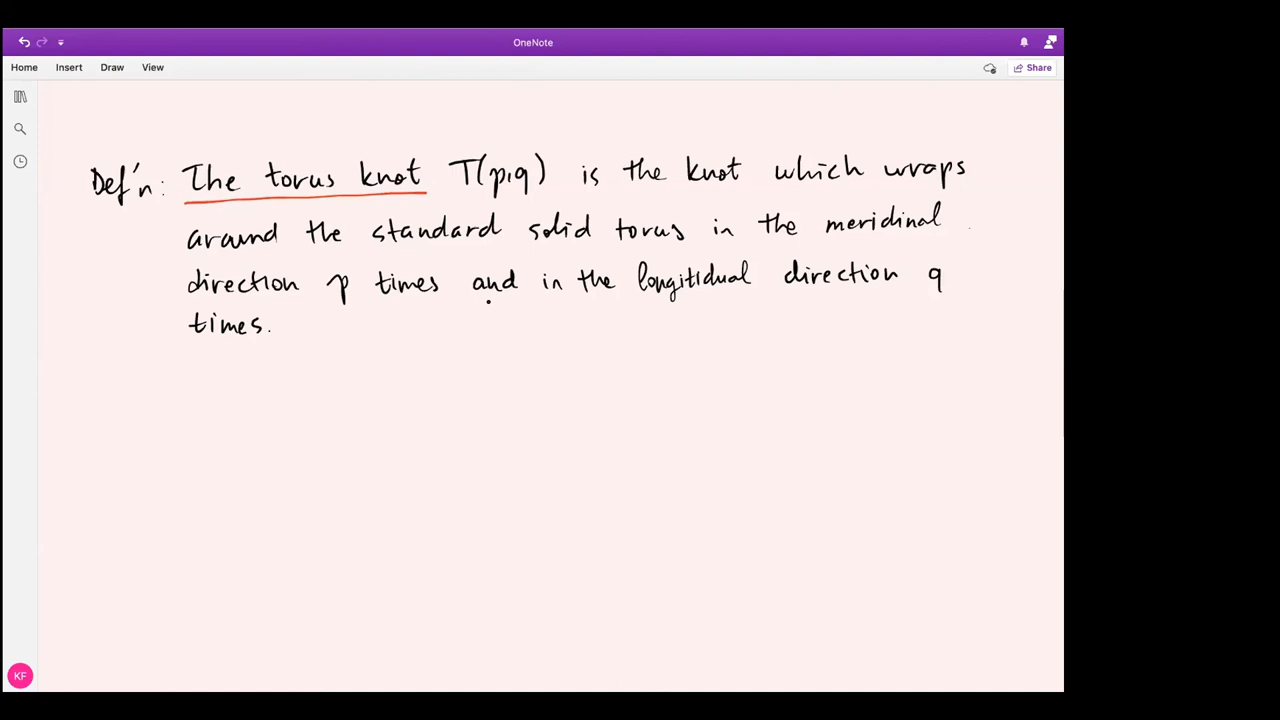 OneNote
Home Insert Draw View Share
Def'n: The torus knot T(p,q) is the knot which wraps
around the standard solid torus in the meridinal
direction p times and in the longitidual direction q
times.
KF